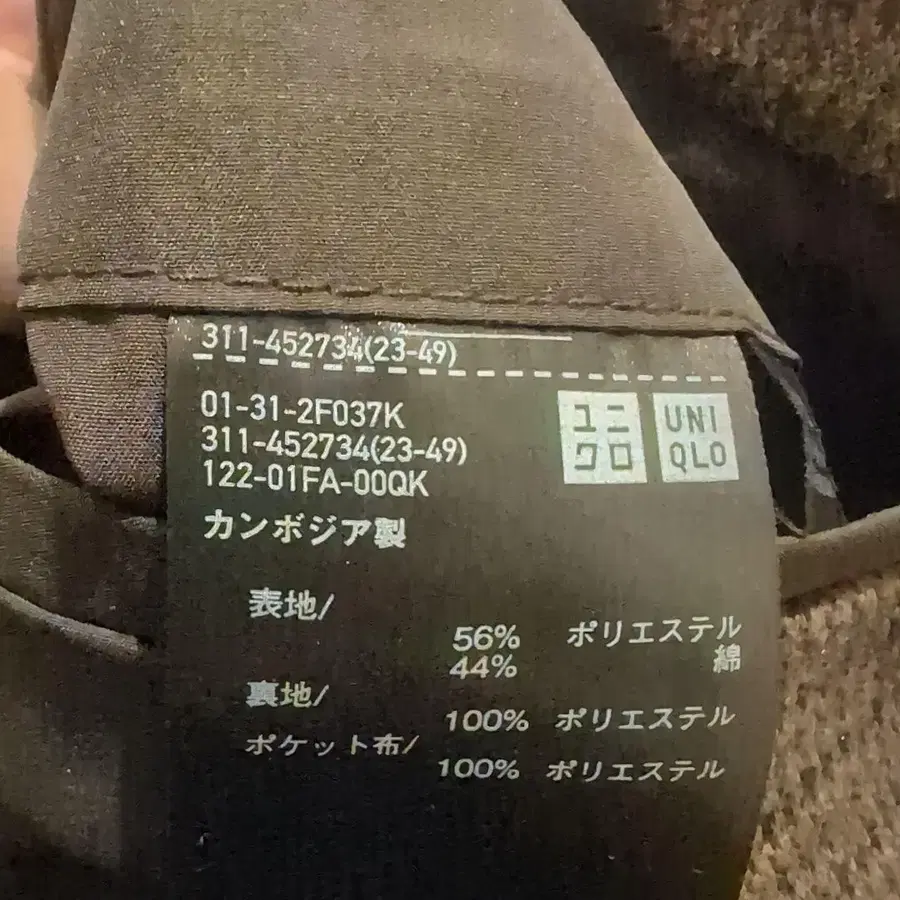 311-452734(23-49)
01-31-2F037K
311-452734(23-49)
122-01FA-00QK
ユニ
クロ
UNI
QLO
カンボジア製
表地/
56% ポリエステル
44% 綿
裏地/
100% ポリエステル
ポケット布/
100% ポリエステル